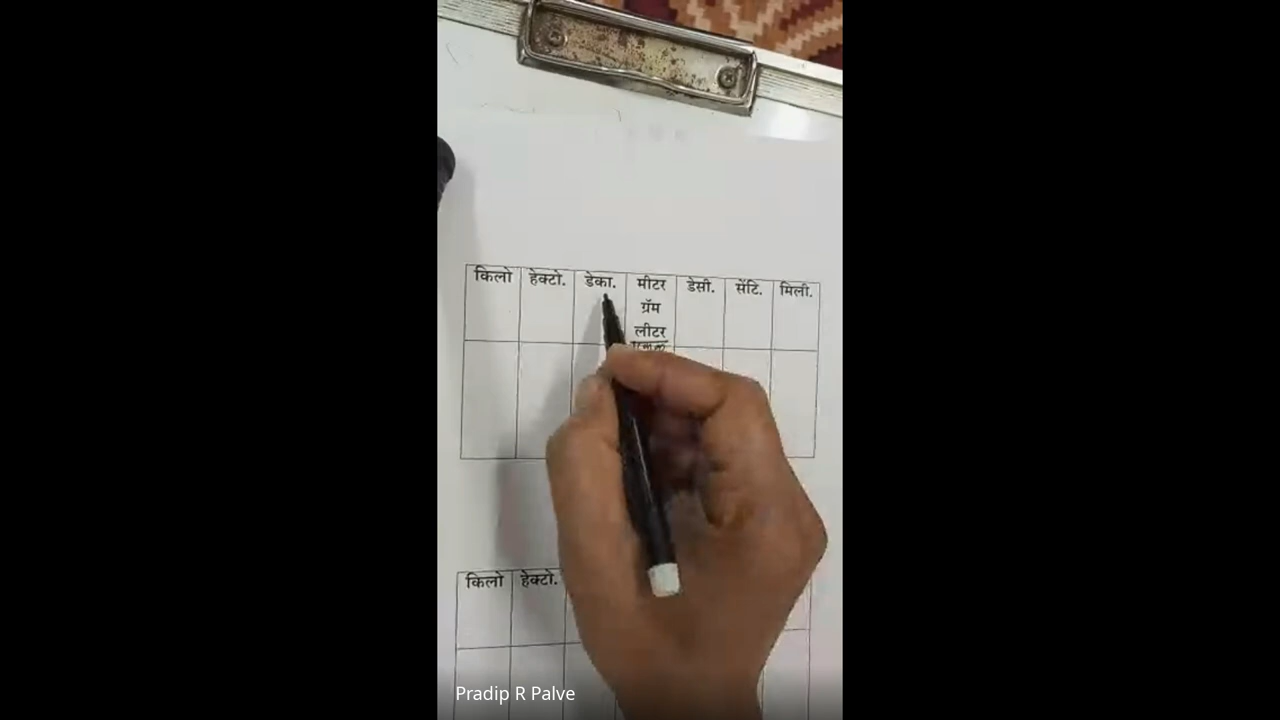 किलो हेक्टो. डेका. मीटर डेसी. सेंटि. मिली.
ग्रॅम
लीटर
किलो हेक्टो.
Pradip R Palve